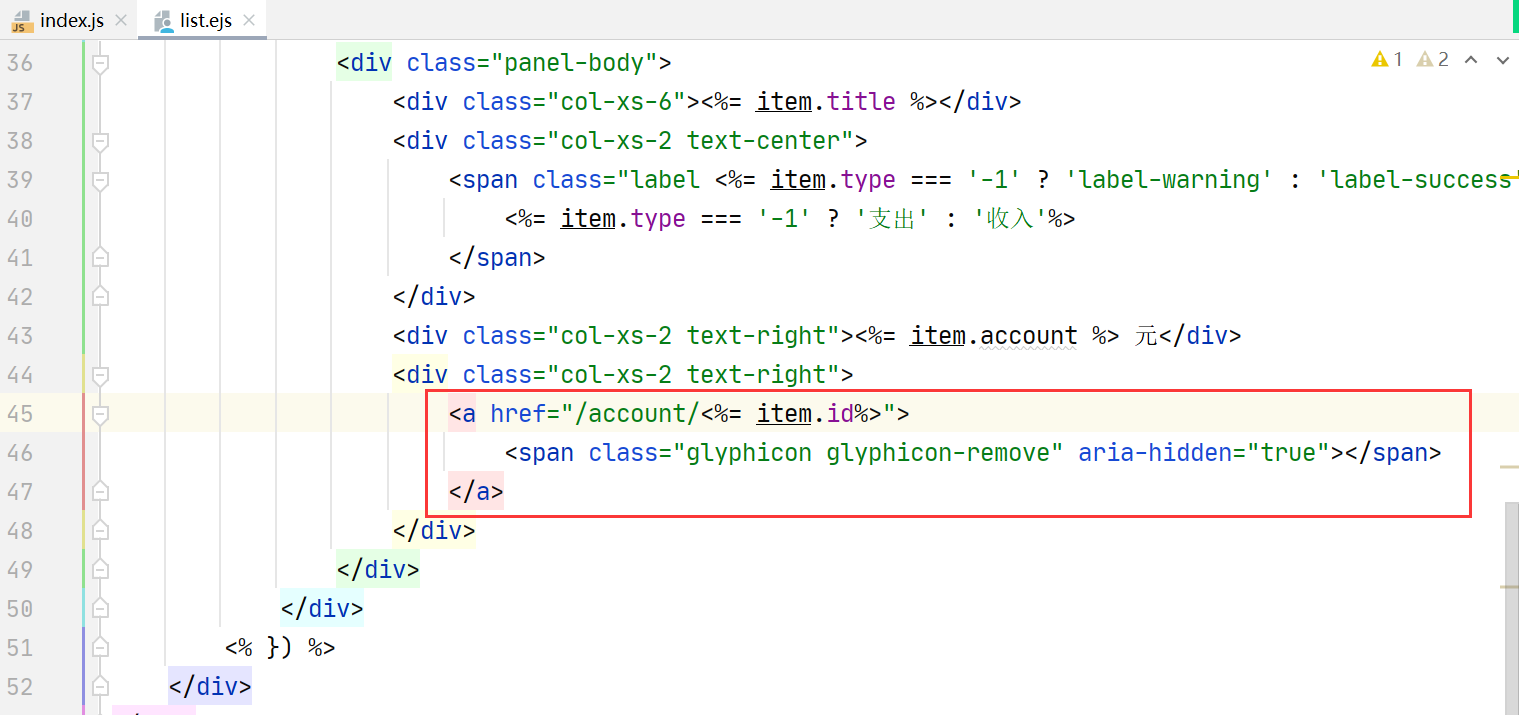 index.js
list.ejs
1
2
36 <div class="panel-body">
37 <div class="col-xs-6"><%= item.title %></div>
38 <div class="col-xs-2 text-center">
39 <span class="label <%= item.type === '-1' ? 'label-warning' : 'label-success'
40 <%= item.type === '-1' ? '支出' : '收入'%>
41 </span>
42 </div>
43 <div class="col-xs-2 text-right"><%= item.account %> 元</div>
44 <div class="col-xs-2 text-right">
45 <a href="/account/<%= item.id%>">
46 <span class="glyphicon glyphicon-remove" aria-hidden="true"></span>
47 </a>
48 </div>
49 </div>
50 </div>
51 <% }) %>
52 </div>